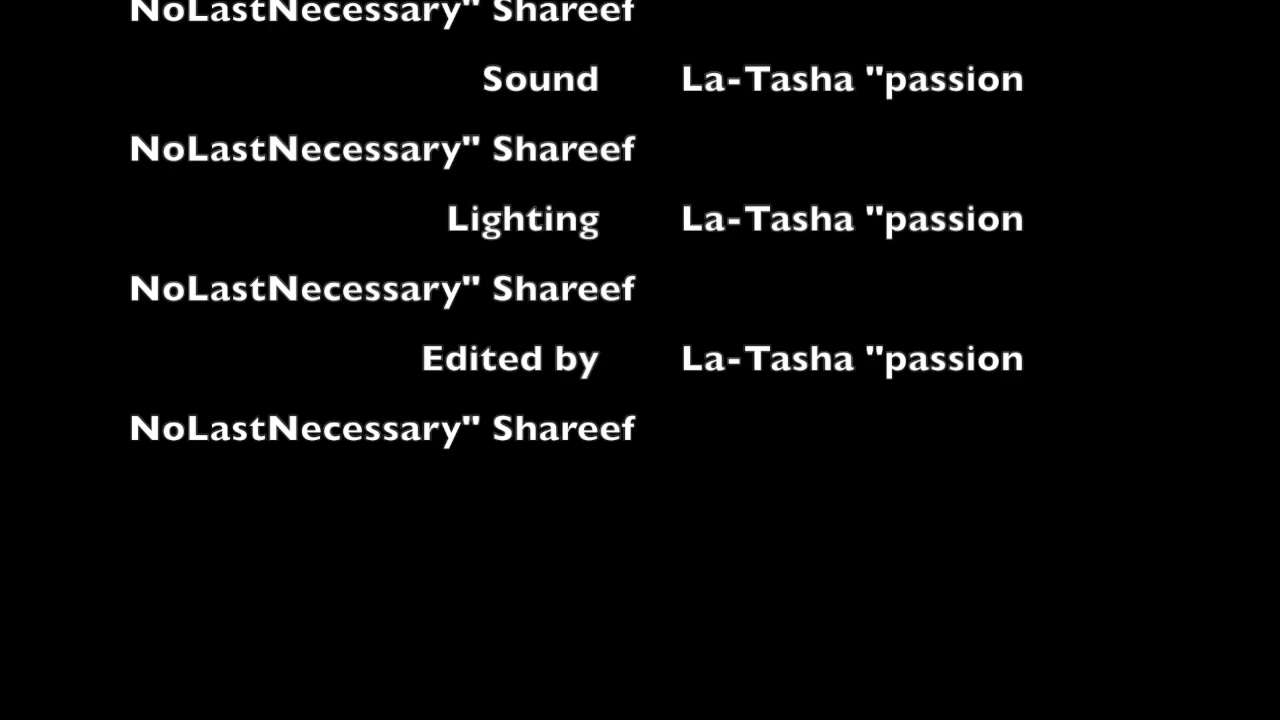 NoLastNecessary" Shareef
Sound La-Tasha "passion
NoLastNecessary" Shareef
Lighting La-Tasha "passion
NoLastNecessary" Shareef
Edited by La-Tasha "passion
NoLastNecessary" Shareef